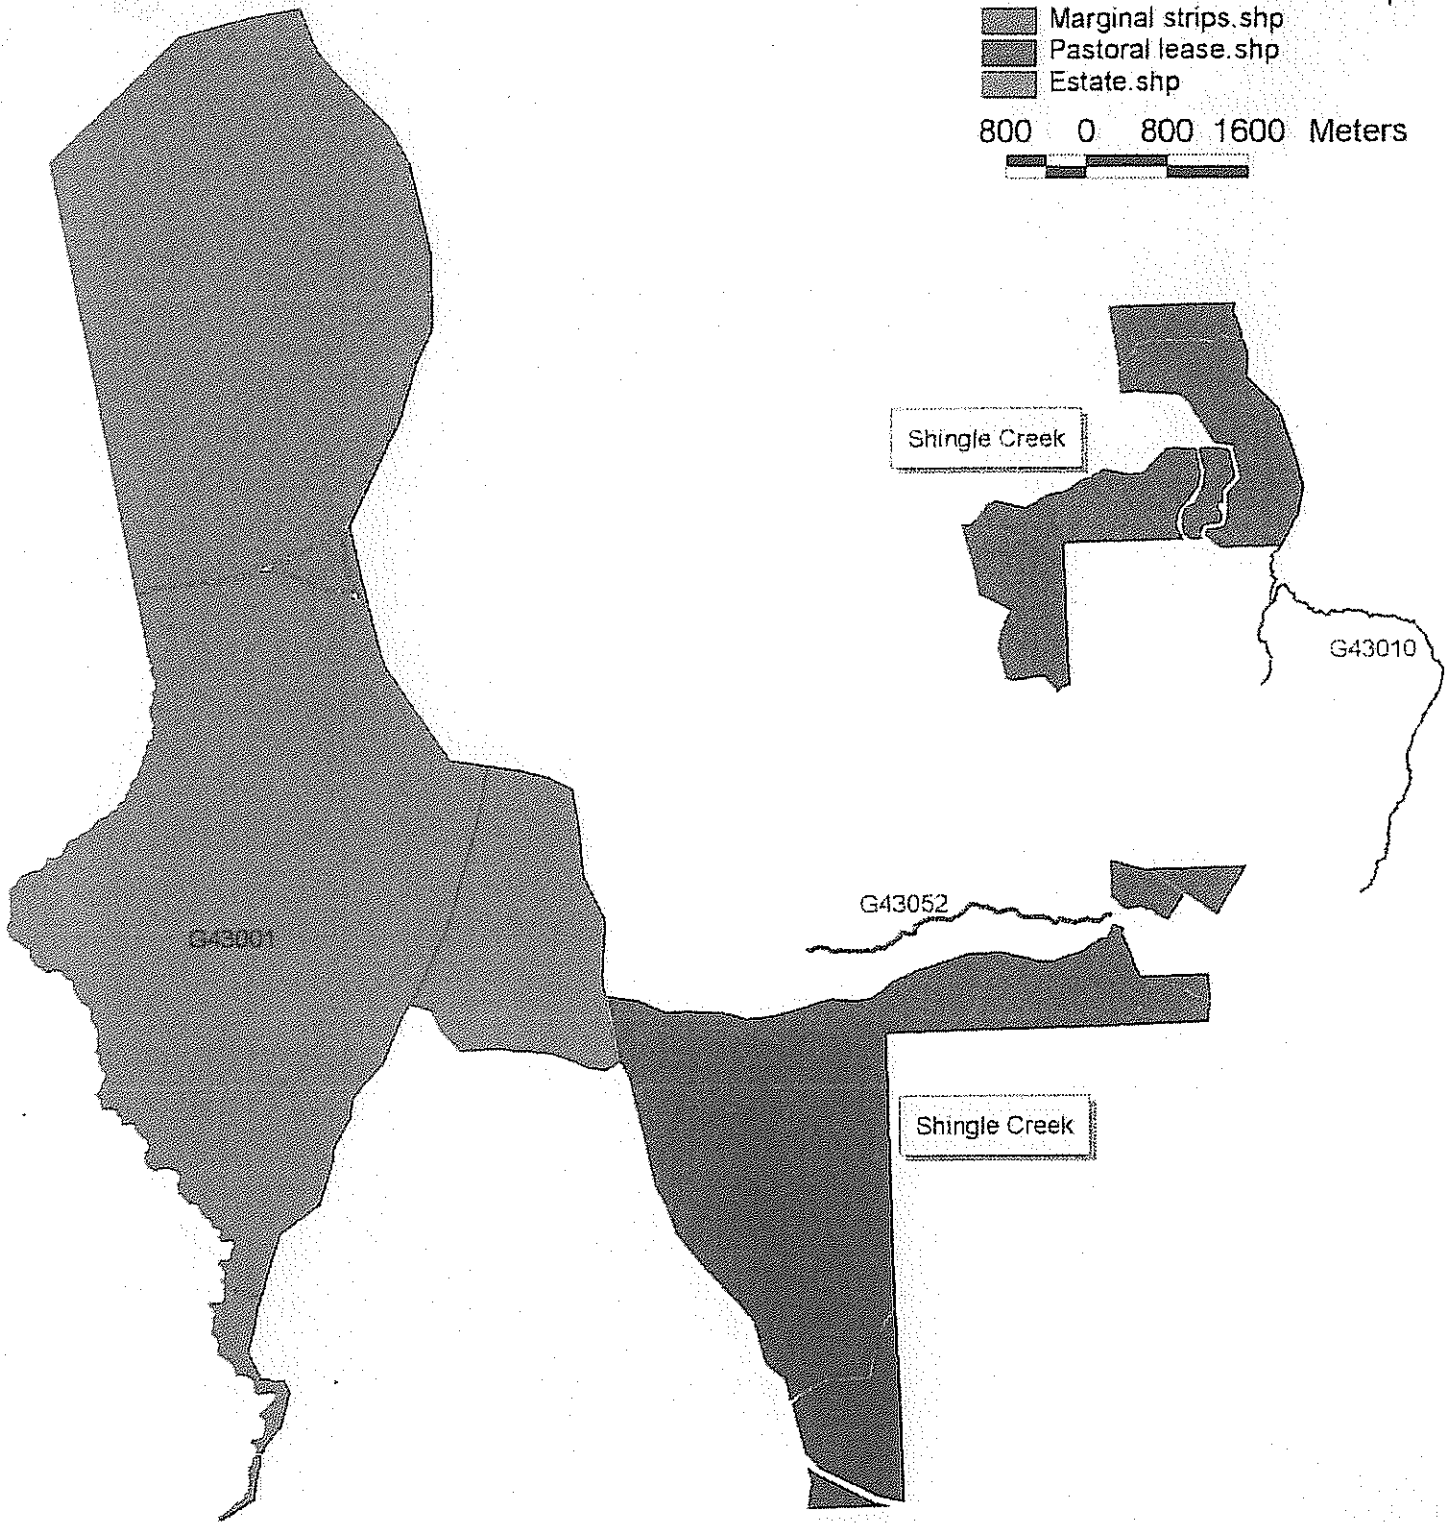 Marginal strips.shp
Pastoral lease.shp
Estate.shp
800 0 800 1600 Meters
Shingle Creek
G43010
G43052
G43001
Shingle Creek